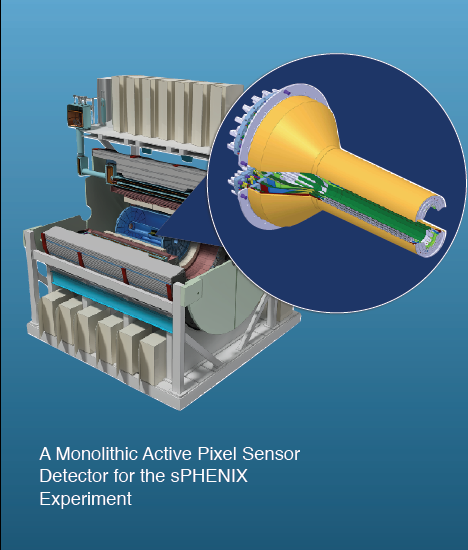 A Monolithic Active Pixel Sensor
Detector for the sPHENIX
Experiment